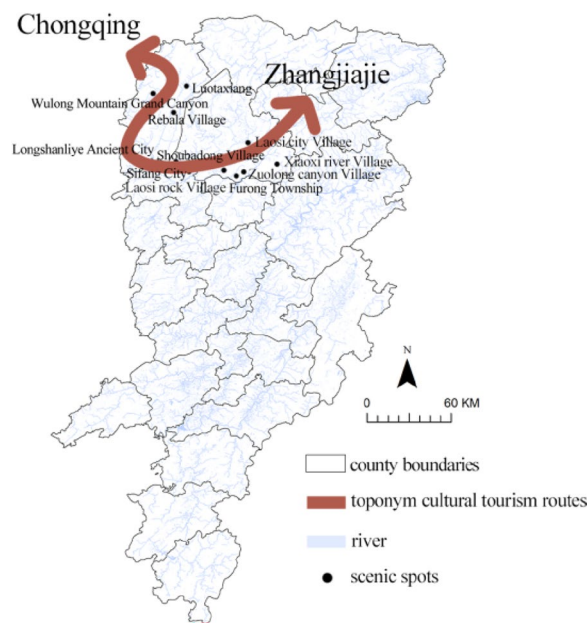 Chongqing
Zhangjiajie
Luotaxiang
Wulong Mountain Grand Canyon
Rebala Village
Laosi city Village
Longshanliye Ancient City
Shoubadong Village
Xiaoxi river Village
Sifang City
Zuolong canyon Village
Laosi rock Village
Furong Township
N
0
60 KM
county boundaries
toponym cultural tourism routes
river
scenic spots